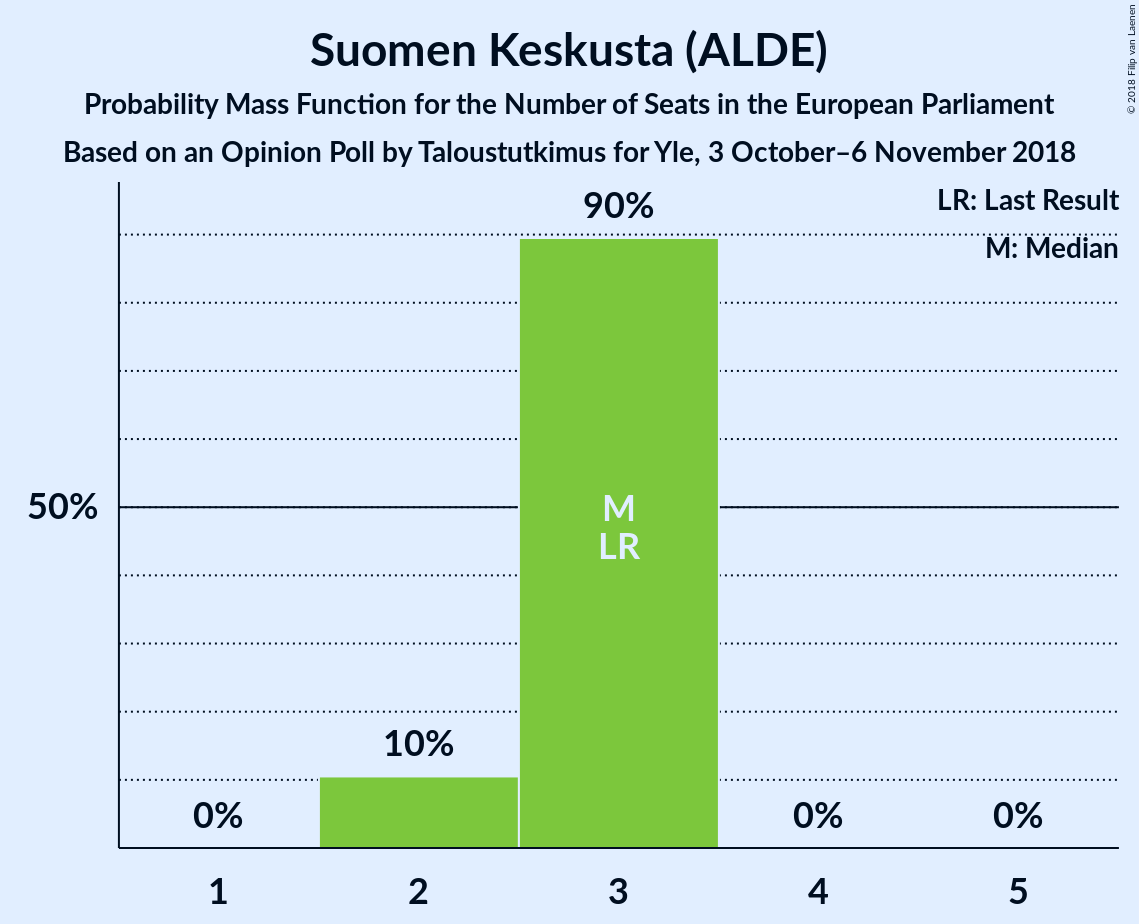 Suomen Keskusta (ALDE)
Probability Mass Function for the Number of Seats in the European Parliament
Based on an Opinion Poll by Taloustutkimus for Yle, 3 October–6 November 2018
© 2018 Filip van Laenen
LR: Last Result
M: Median
90%
50%
M
LR
10%
0%
0%
0%
1
2
3
4
5